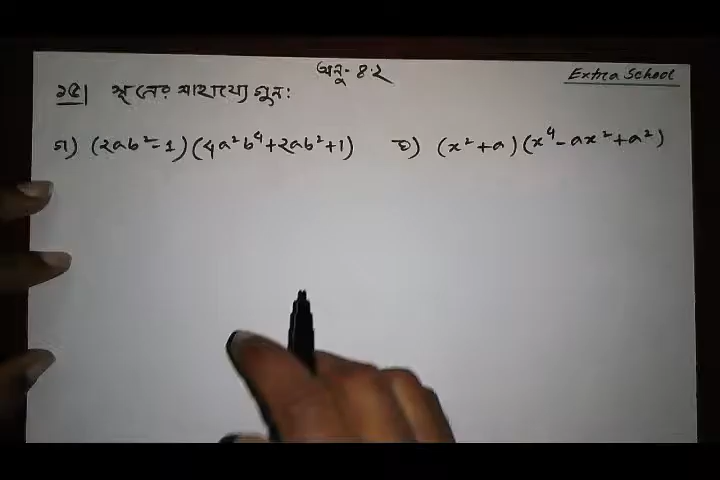 অনু- ৪.২
Extra School
১৫| সূত্রের সাহায্যে গুন:
গ) (2ab²-1)(4a²b⁴+2ab²+1) ঘ) (x²+a)(x⁴-ax²+a²)